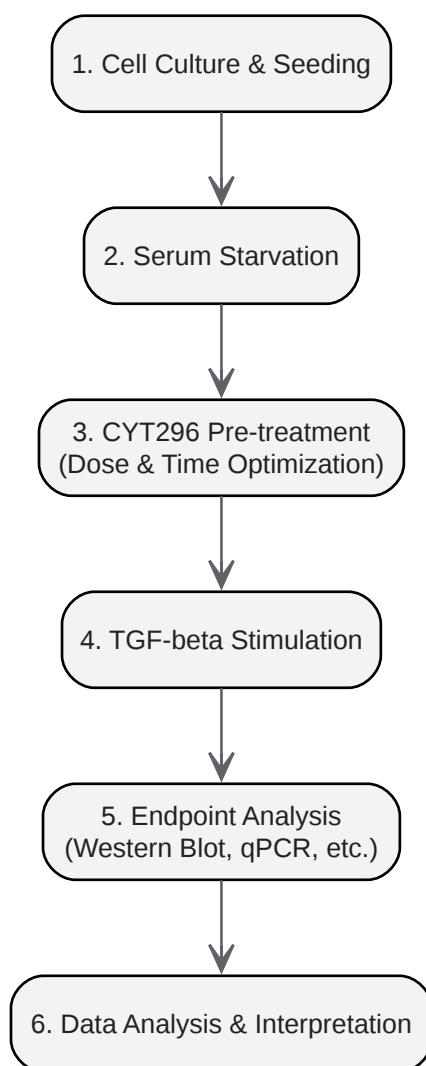 1. Cell Culture & Seeding
2. Serum Starvation
3. CYT296 Pre-treatment
(Dose & Time Optimization)
4. TGF-beta Stimulation
5. Endpoint Analysis
(Western Blot, qPCR, etc.)
6. Data Analysis & Interpretation